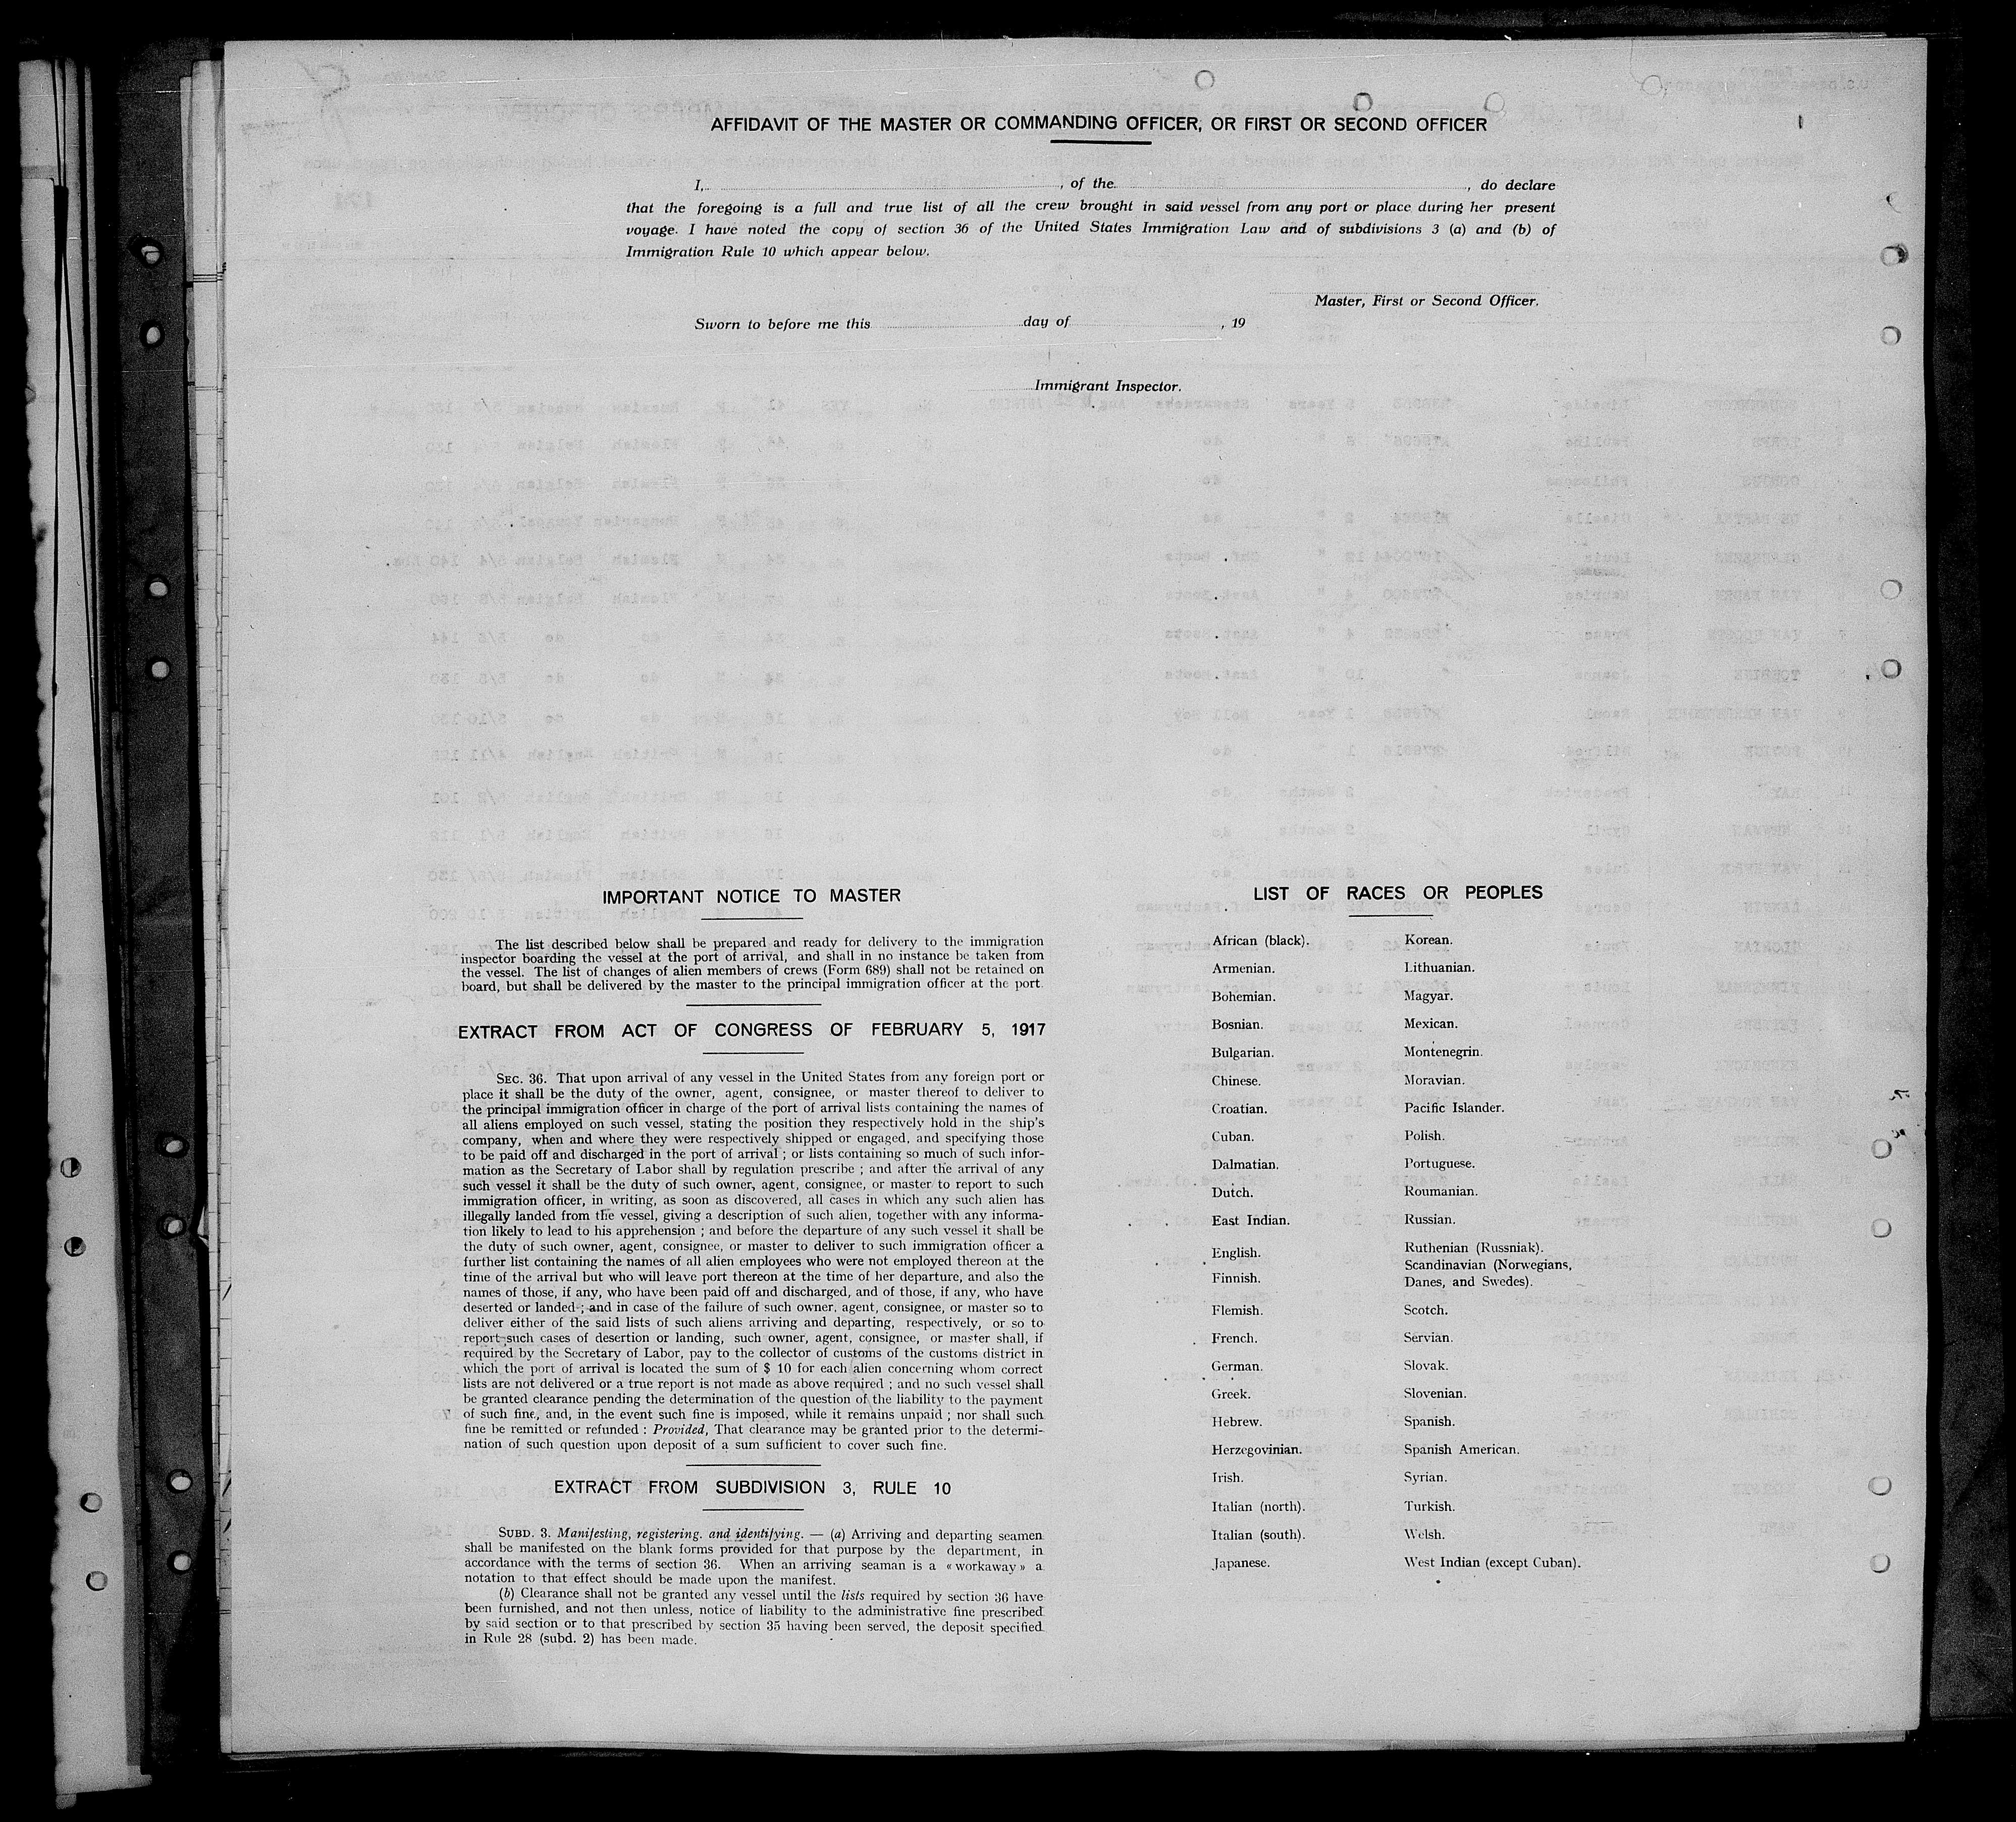 AFFIDAVIT OF THE MASTER OR COMMANDING OFFICER, OR FIRST OR SECOND OFFICER
I, , of the , do declare
that the foregoing is a full and true list of all the crew brought in said vessel from any port or place during her present
voyage. I have noted the copy of section 36 of the United States Immigration Law and of subdivisions 3 (a) and (b) of
Immigration Rule 10 which appear below.
Master, First or Second Officer.
Sworn to before me this day of , 19
Immigrant Inspector.
IMPORTANT NOTICE TO MASTER
The list described below shall be prepared and ready for delivery to the immigration
inspector boarding the vessel at the port of arrival, and shall in no instance be taken from
the vessel. The list of changes of alien members of crews (Form 689) shall not be retained on
board, but shall be delivered by the master to the principal immigration officer at the port.
EXTRACT FROM ACT OF CONGRESS OF FEBRUARY 5, 1917
SEC. 36. That upon arrival of any vessel in the United States from any foreign port or
place it shall be the duty of the owner, agent, consignee, or master thereof to deliver to
the principal immigration officer in charge of the port of arrival lists containing the names of
all aliens employed on such vessel, stating the position they respectively hold in the ship's
company, when and where they were respectively shipped or engaged, and specifying those
to be paid off and discharged in the port of arrival ; or lists containing so much of such infor-
mation as the Secretary of Labor shall by regulation prescribe ; and after the arrival of any
such vessel it shall be the duty of such owner, agent, consignee, or master to report to such
immigration officer, in writing, as soon as discovered, all cases in which any such alien has
illegally landed from the vessel, giving a description of such alien, together with any informa-
tion likely to lead to his apprehension ; and before the departure of any such vessel it shall be
the duty of such owner, agent, consignee, or master to deliver to such immigration officer a
further list containing the names of all alien employees who were not employed thereon at the
time of the arrival but who will leave port thereon at the time of her departure, and also the
names of those, if any, who have been paid off and discharged, and of those, if any, who have
deserted or landed ; and in case of the failure of such owner, agent, consignee, or master so to
deliver either of the said lists of such aliens arriving and departing, respectively, or so to
report such cases of desertion or landing, such owner, agent, consignee, or master shall, if
required by the Secretary of Labor, pay to the collector of customs of the customs district in
which the port of arrival is located the sum of $ 10 for each alien concerning whom correct
lists are not delivered or a true report is not made as above required ; and no such vessel shall
be granted clearance pending the determination of the question of the liability to the payment
of such fine, and, in the event such fine is imposed, while it remains unpaid ; nor shall such
fine be remitted or refunded : Provided, That clearance may be granted prior to the determi-
nation of such question upon deposit of a sum sufficient to cover such fine.
EXTRACT FROM SUBDIVISION 3, RULE 10
SUBD. 3. Manifesting, registering. and identifying. — (a) Arriving and departing seamen
shall be manifested on the blank forms provided for that purpose by the department, in
accordance with the terms of section 36. When an arriving seaman is a « workaway » a
notation to that effect should be made upon the manifest.
(b) Clearance shall not be granted any vessel until the lists required by section 36 have
been furnished, and not then unless, notice of liability to the administrative fine prescribed
by said section or to that prescribed by section 35 having been served, the deposit specified
in Rule 28 (subd. 2) has been made.
LIST OF RACES OR PEOPLES
African (black).
Armenian.
Bohemian.
Bosnian.
Bulgarian.
Chinese.
Croatian.
Cuban.
Dalmatian.
Dutch.
East Indian.
English.
Finnish.
Flemish.
French.
German.
Greek.
Hebrew.
Herzegovinian.
Irish.
Italian (north).
Italian (south).
Japanese.
Korean.
Lithuanian.
Magyar.
Mexican.
Montenegrin.
Moravian.
Pacific Islander.
Polish.
Portuguese.
Roumanian.
Russian.
Ruthenian (Russniak).
Scandinavian (Norwegians,
Danes, and Swedes).
Scotch.
Servian.
Slovak.
Slovenian.
Spanish.
Spanish American.
Syrian.
Turkish.
Welsh.
West Indian (except Cuban).